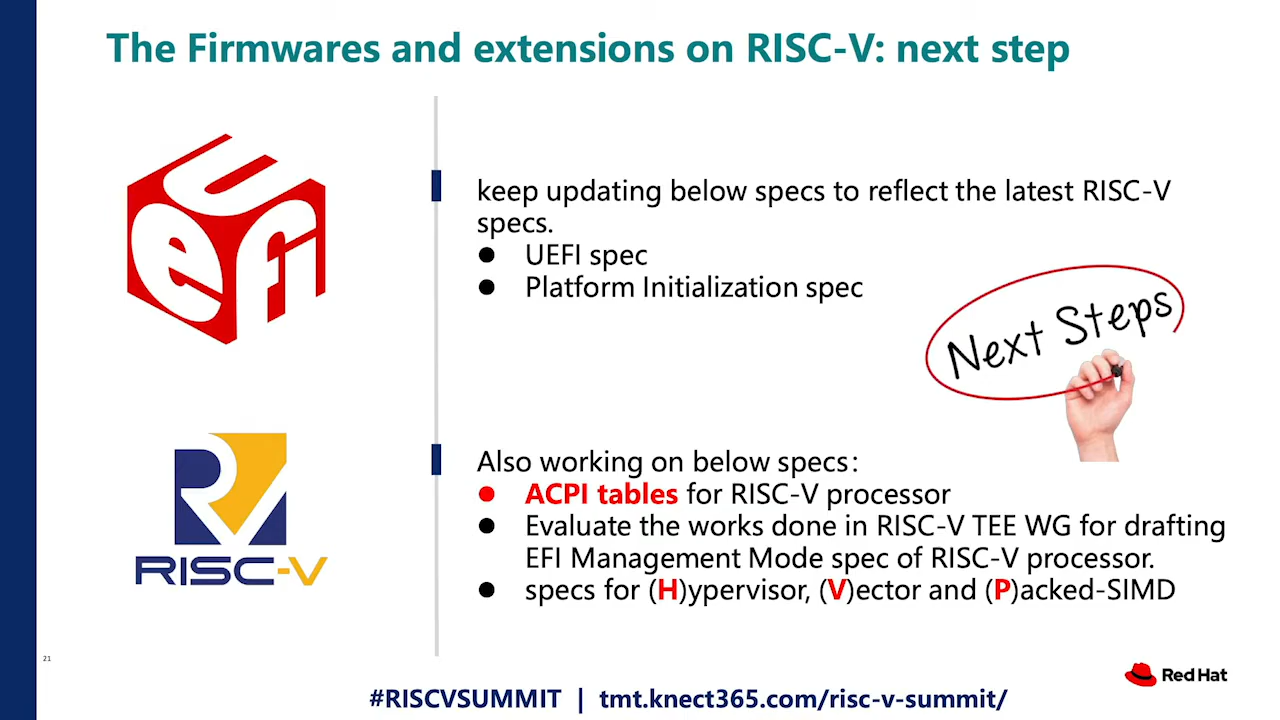 The Firmwares and extensions on RISC-V: next step
UEFI
keep updating below specs to reflect the latest RISC-V
specs.
● UEFI spec
● Platform Initialization spec
Next Steps
RV
RISC-V
Also working on below specs:
● ACPI tables for RISC-V processor
● Evaluate the works done in RISC-V TEE WG for drafting
EFI Management Mode spec of RISC-V processor.
● specs for (H)ypervisor, (V)ector and (P)acked-SIMD
21
Red Hat
#RISCVSUMMIT | tmt.knect365.com/risc-v-summit/